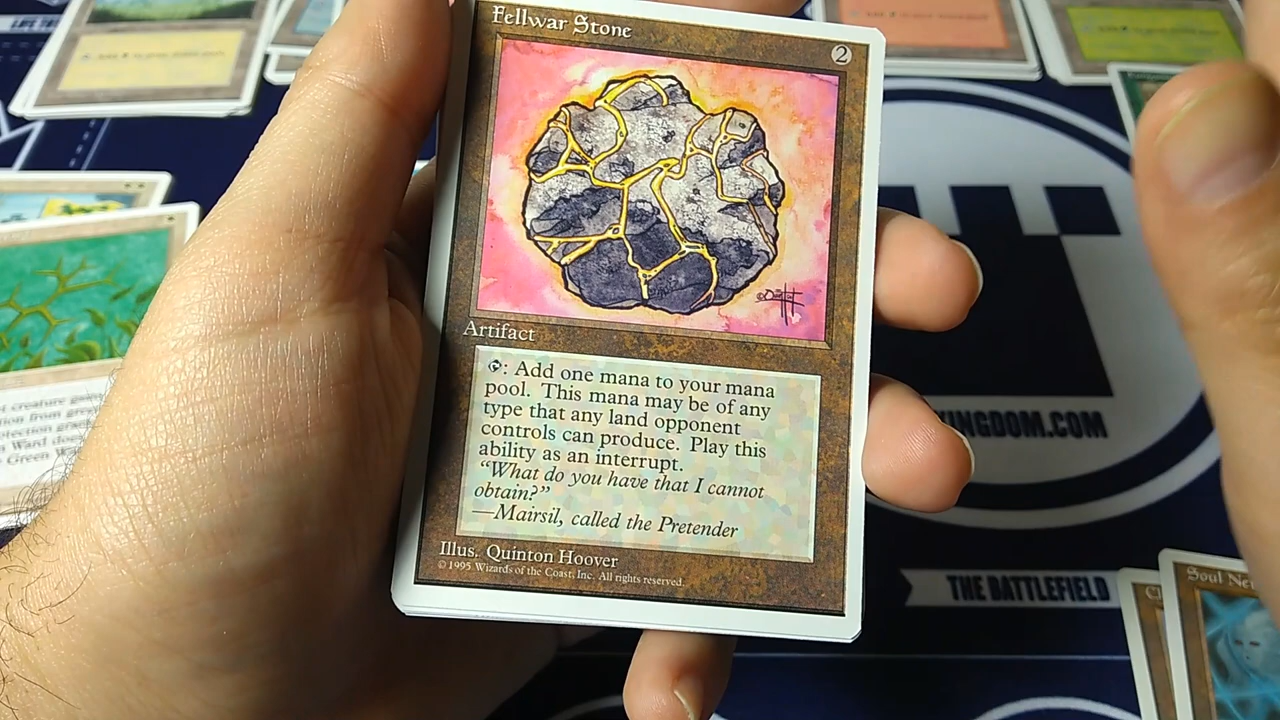 Fellwar Stone
2
Artifact
: Add one mana to your mana
pool. This mana may be of any
type that any land opponent
controls can produce. Play this
ability as an interrupt.
"What do you have that I cannot
obtain?"
—Mairsil, called the Pretender
Illus. Quinton Hoover
© 1995 Wizards of the Coast, Inc. All rights reserved.
creature
Ward
Green
KINGDOM.COM
THE BATTLEFIELD
Soul